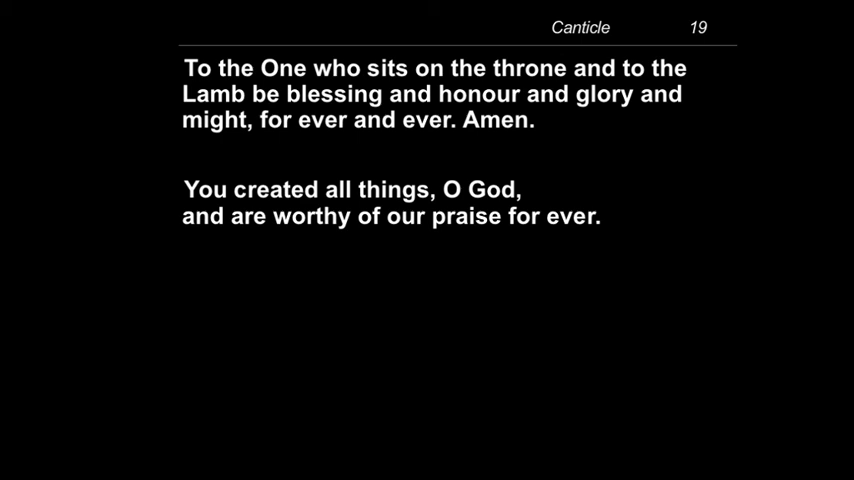 Canticle 19
To the One who sits on the throne and to the
Lamb be blessing and honour and glory and
might, for ever and ever. Amen.
You created all things, O God,
and are worthy of our praise for ever.